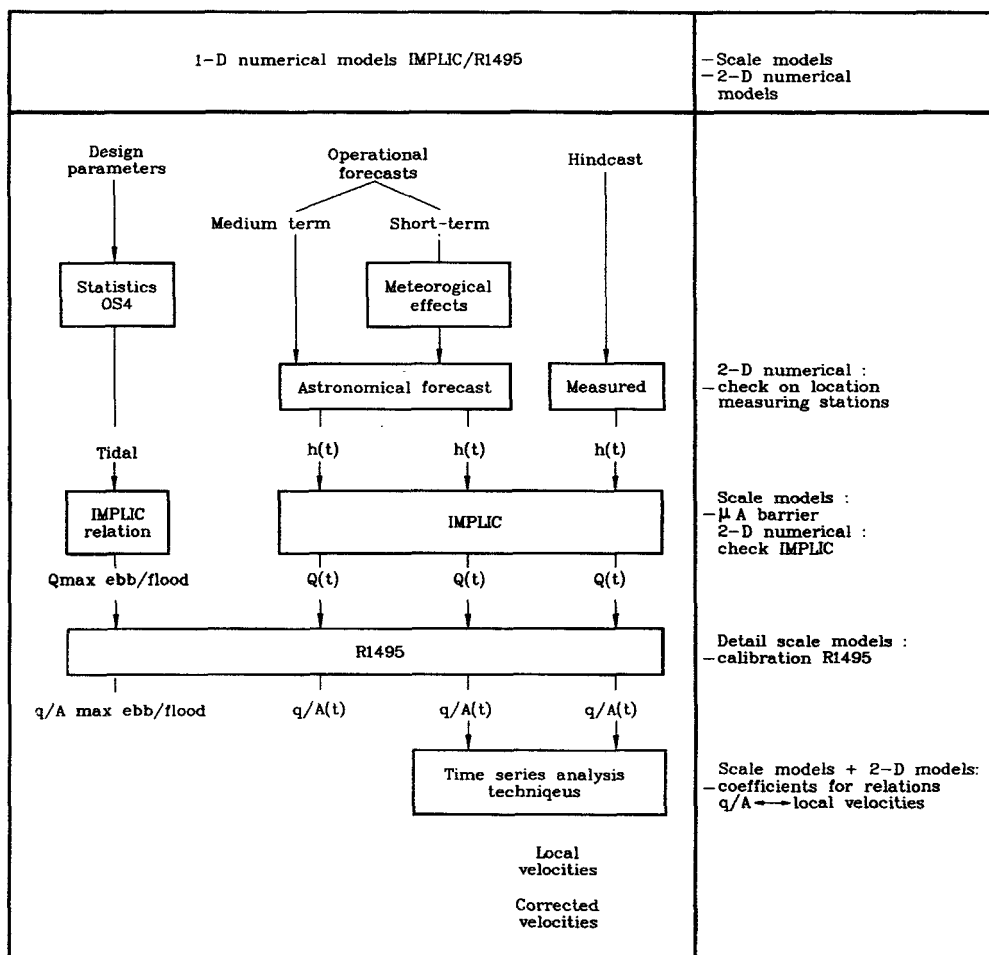 1-D numerical models IMPLIC/R1495
-Scale models
-2-D numerical
models
Design
parameters
Operational
forecasts
Hindcast
Medium term
Short-term
Statistics
OS4
Meteorogical
effects
Astronomical forecast
Measured
2-D numerical :
-check on location
measuring stations
Tidal
h(t)
h(t)
h(t)
IMPLIC
relation
IMPLIC
Scale models :
-μA barrier
2-D numerical :
check IMPLIC
Qmax ebb/flood
Q(t)
Q(t)
Q(t)
R1495
Detail scale models :
-calibration R1495
q/A max ebb/flood
q/A(t)
q/A(t)
q/A(t)
Time series analysis
techniqeus
Scale models + 2-D models:
-coefficients for relations
q/A ⟷ local velocities
Local
velocities
Corrected
velocities